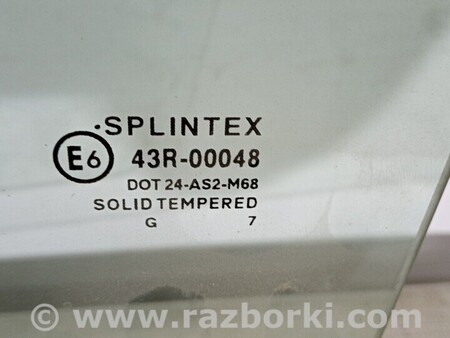 ·SPLINTEX
E6 43R-00048
DOT 24-AS2-M68
SOLID TEMPERED
G 7
© www.razborki.com